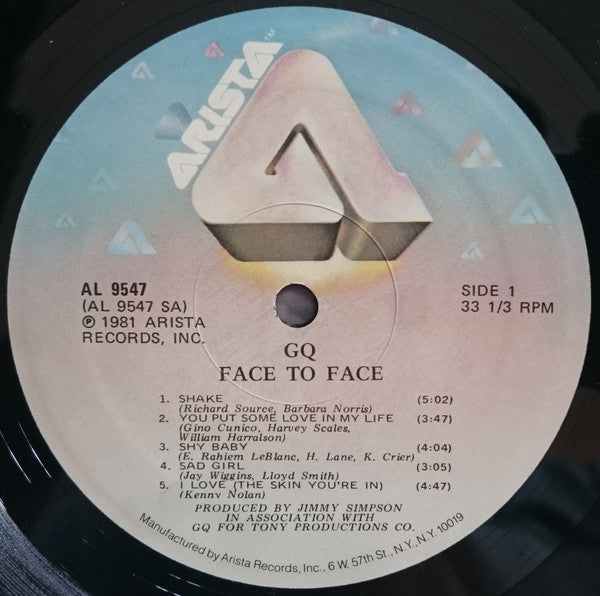 ARISTA™
AL 9547
(AL 9547 SA)
℗ 1981 ARISTA
RECORDS, INC.
SIDE 1
33 1/3 RPM
GQ
FACE TO FACE
1. SHAKE (5:02)
(Richard Source, Barbara Norris)
2. YOU PUT SOME LOVE IN MY LIFE (3:47)
(Gino Cunico, Harvey Scales,
William Harralson)
3. SHY BABY (4:04)
(E. Rahiem LeBlanc, H. Lane, K. Crier)
4. SAD GIRL (3:05)
(Jay Wiggins, Lloyd Smith)
5. I LOVE (THE SKIN YOU'RE IN) (4:47)
(Kenny Nolan)
PRODUCED BY JIMMY SIMPSON
IN ASSOCIATION WITH
GQ FOR TONY PRODUCTIONS CO.
Manufactured by Arista Records, Inc., 6 W. 57th St., N.Y., N.Y. 10019